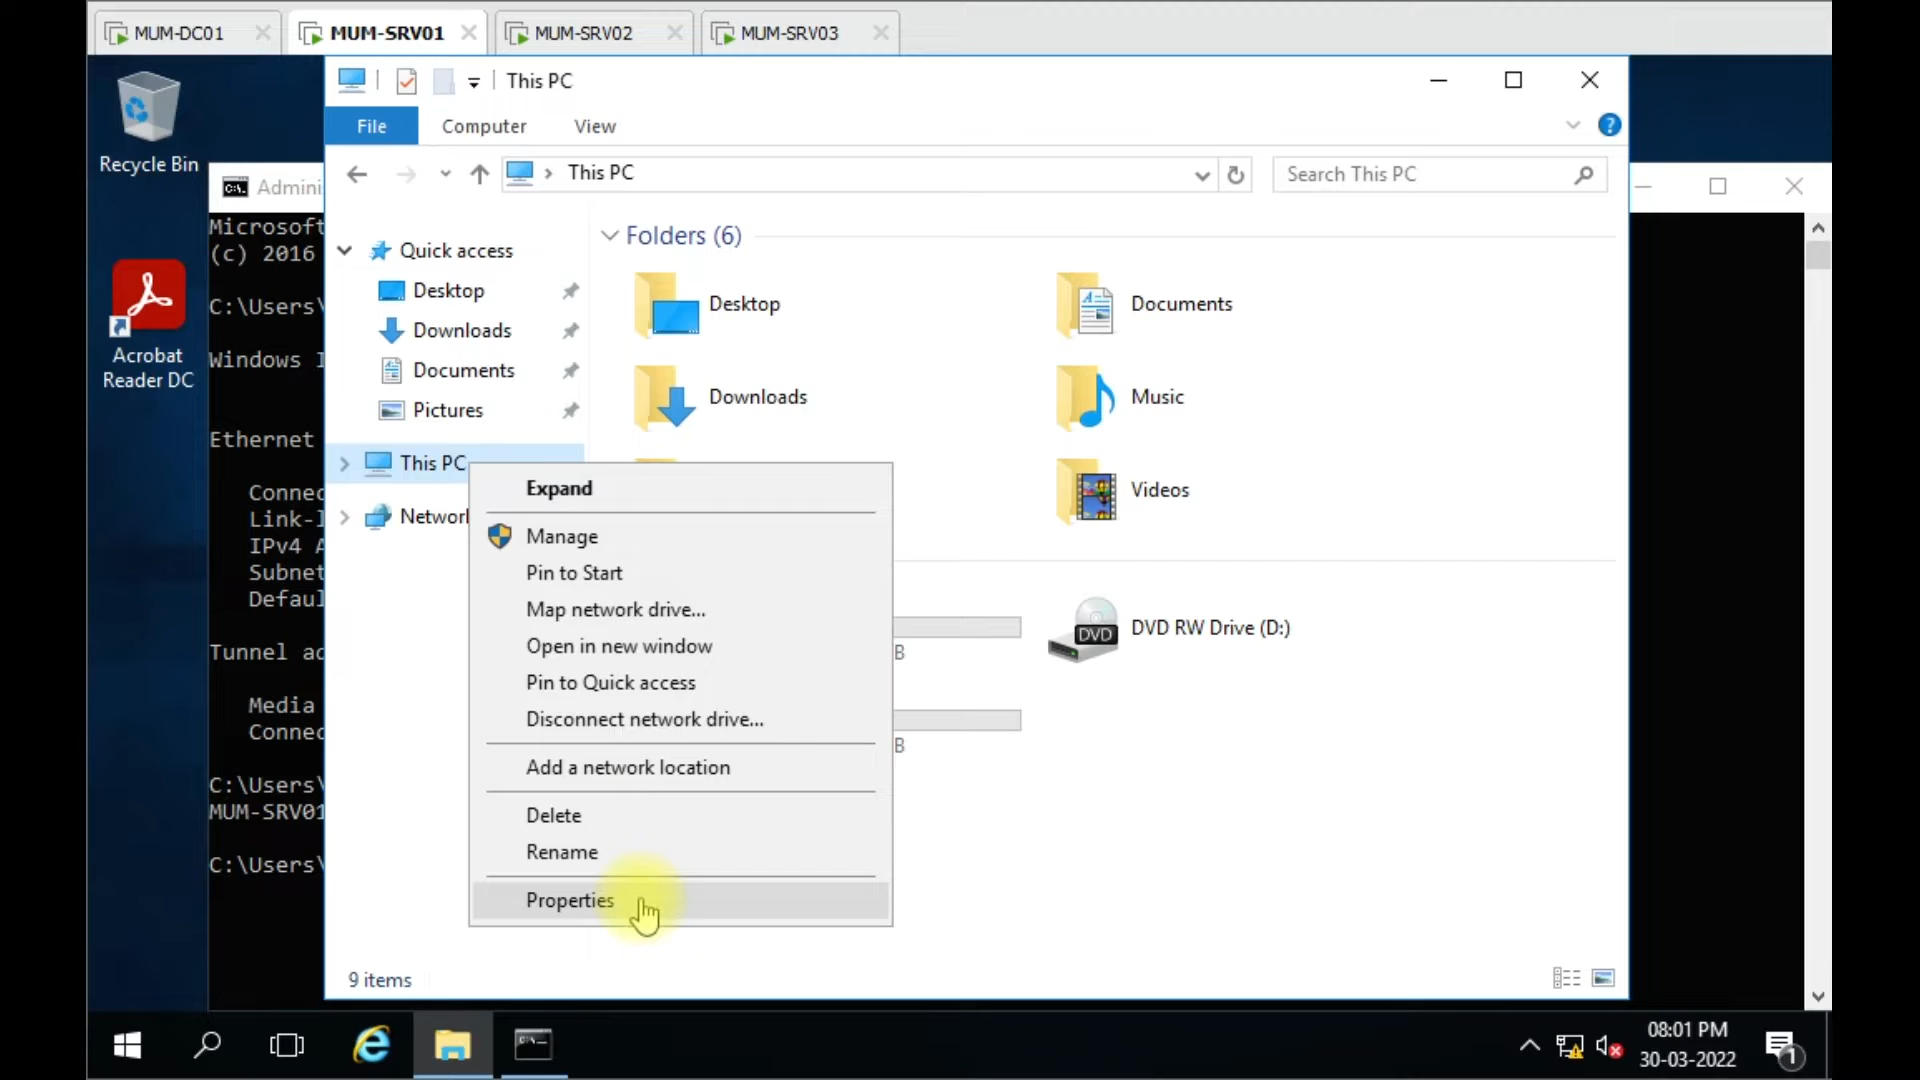 MUM-DC01
MUM-SRV01
MUM-SRV02
MUM-SRV03
Recycle Bin
Acrobat
Reader DC
This PC
File
Computer
View
This PC
Search This PC
Quick access
Desktop
Downloads
Documents
Pictures
This PC
Networ
Folders (6)
Desktop
Documents
Downloads
Music
Videos
DVD
DVD RW Drive (D:)
B
B
Expand
Manage
Pin to Start
Map network drive...
Open in new window
Pin to Quick access
Disconnect network drive...
Add a network location
Delete
Rename
Properties
9 items
Admini
Microsoft
(c) 2016
C:\Users\
Windows I
Ethernet
Connec
Link-l
IPv4 A
Subnet
Defaul
Tunnel ad
Media
Connec
C:\Users\
MUM-SRV01
C:\Users\
08:01 PM
30-03-2022
1